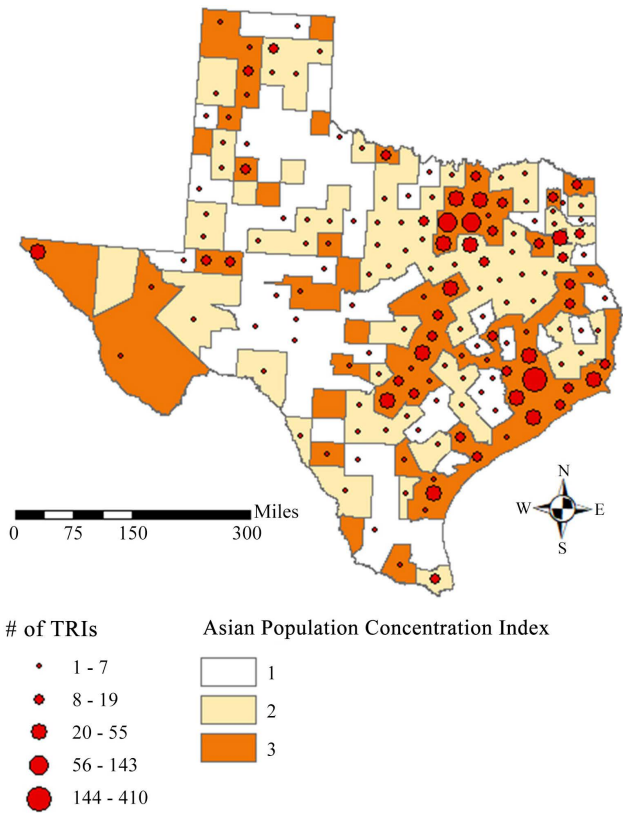 N
W E
S
Miles
0 75 150 300
# of TRIs
1 - 7
8 - 19
20 - 55
56 - 143
144 - 410
Asian Population Concentration Index
1
2
3